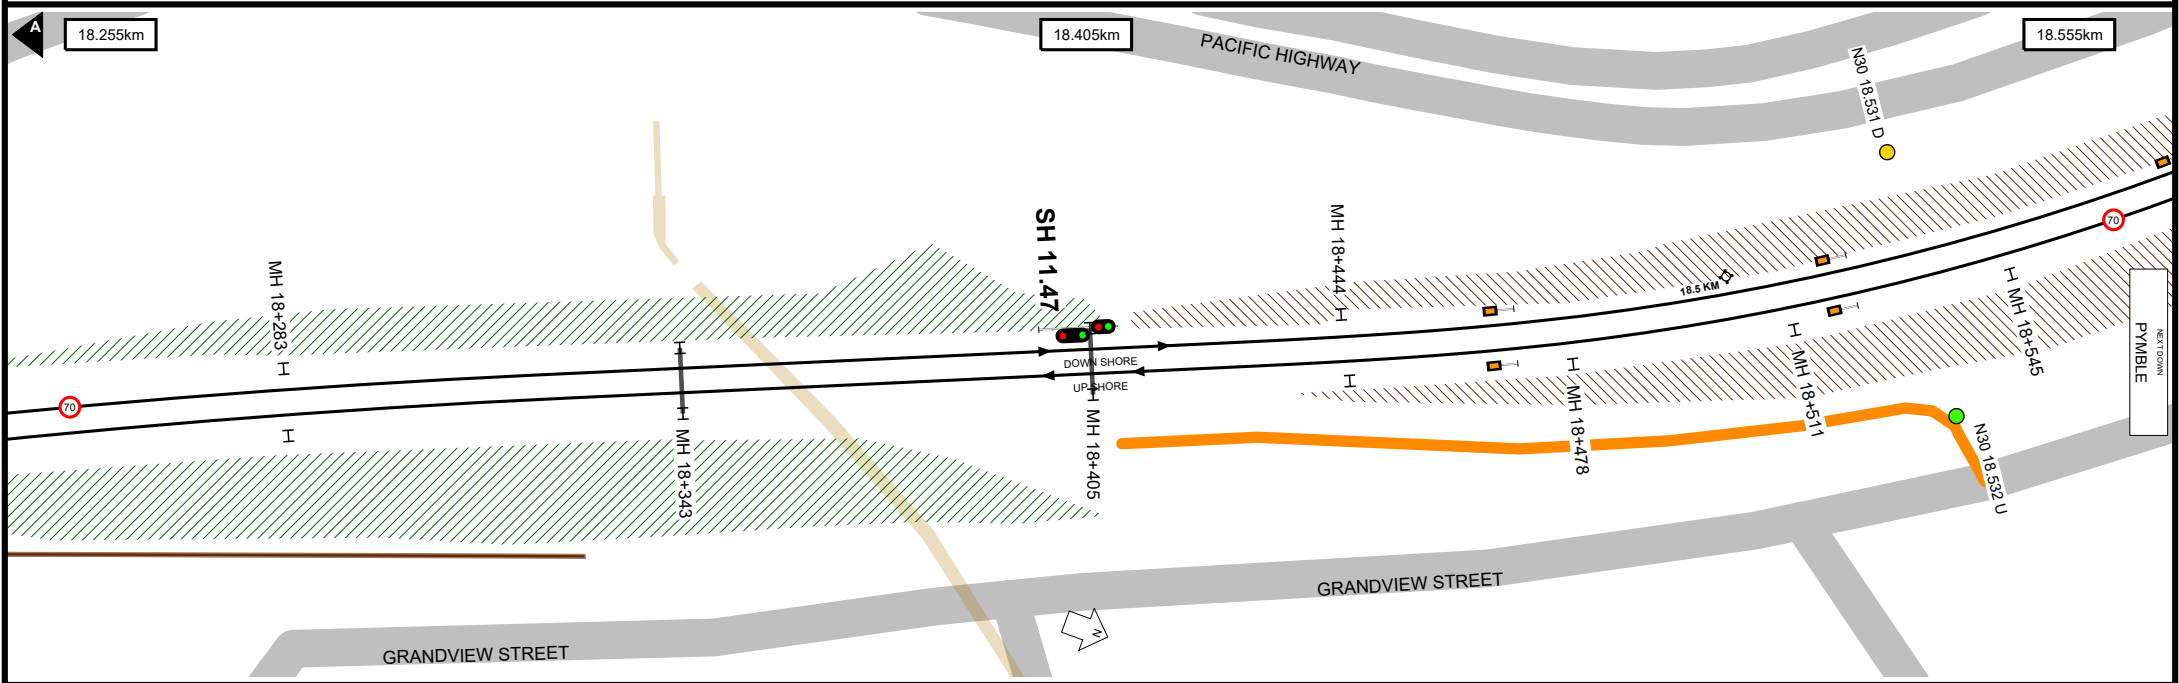 A
18.255km
18.405km
18.555km
PACIFIC HIGHWAY
N30 18.531 D
SH 11.47
MH 18+283
MH 18+444
18.5 KM
70
70
DOWN SHORE
UP SHORE
MH 18+343
MH 18+405
MH 18+478
MH 18+511
MH 18+545
NEXT DOWN
PYMBLE
N30 18.532 U
GRANDVIEW STREET
GRANDVIEW STREET
N